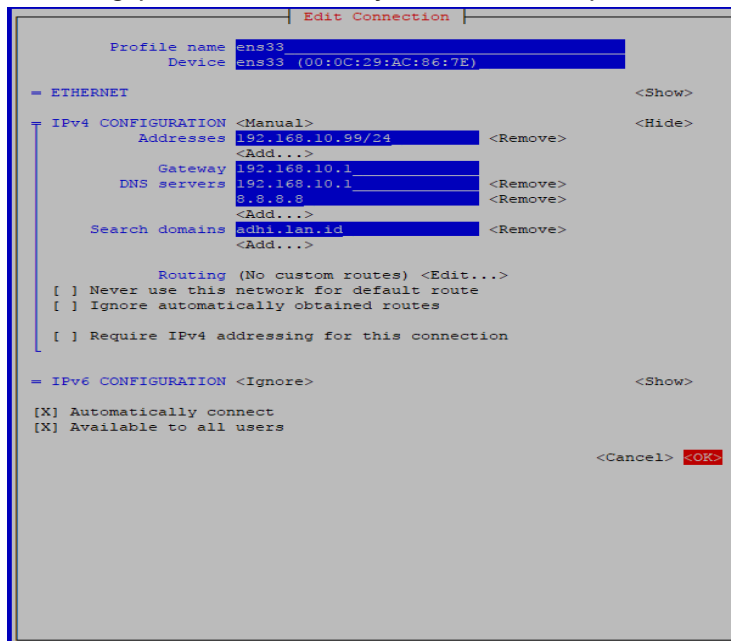 Edit Connection
Profile name ens33
Device ens33 (00:0C:29:AC:86:7E)
= ETHERNET <Show>
= IPv4 CONFIGURATION <Manual> <Hide>
Addresses 192.168.10.99/24 <Remove>
<Add...>
Gateway 192.168.10.1
DNS servers 192.168.10.1 <Remove>
8.8.8.8 <Remove>
<Add...>
Search domains adhi.lan.id <Remove>
<Add...>
Routing (No custom routes) <Edit...>
[ ] Never use this network for default route
[ ] Ignore automatically obtained routes
[ ] Require IPv4 addressing for this connection
= IPv6 CONFIGURATION <Ignore> <Show>
[X] Automatically connect
[X] Available to all users
<Cancel> <OK>